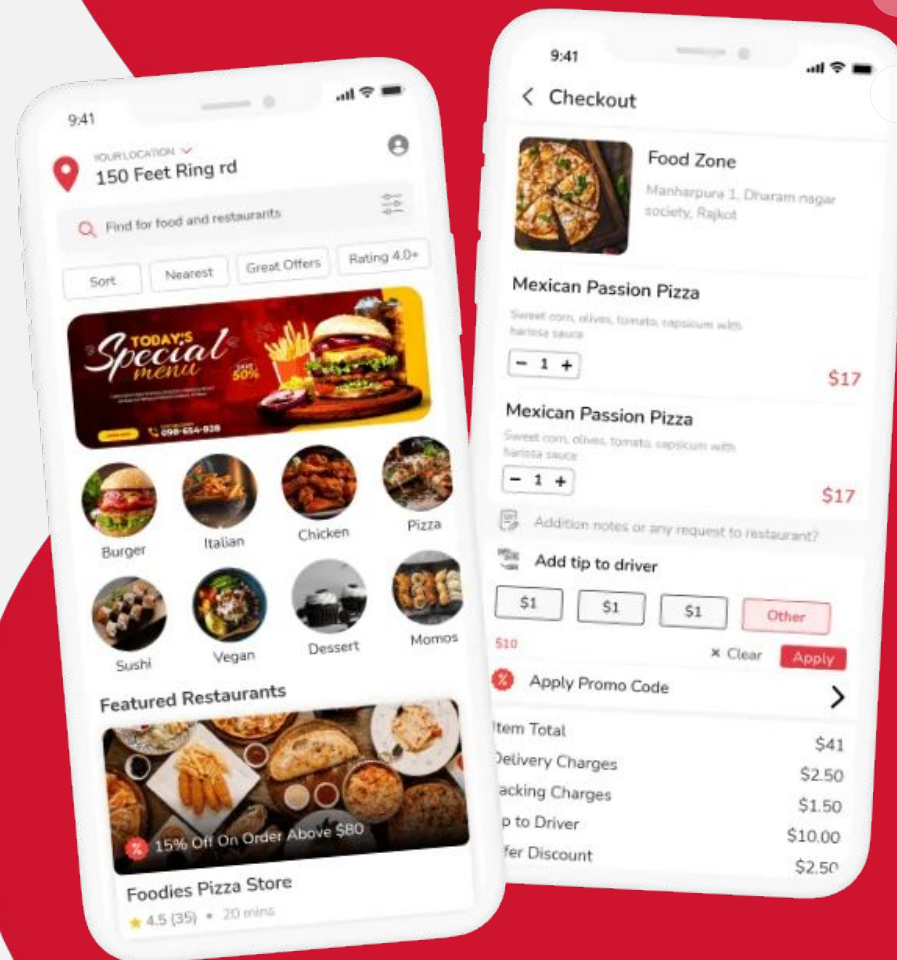 9:41
YOUR LOCATION
150 Feet Ring rd
Find for food and restaurants
Sort
Nearest
Great Offers
Rating 4.0+
TODAY'S
Special
menu
50%
098-654-828
Burger
Italian
Chicken
Pizza
Sushi
Vegan
Dessert
Momos
Featured Restaurants
15% Off On Order Above $80
Foodies Pizza Store
4.5 (35) • 20 mins
9:41
Checkout
Food Zone
Manharpura 1, Dharam nagar
society, Rajkot
Mexican Passion Pizza
Sweet corn, olives, tomato, capsicum with
harissa sauce
− 1 +
$17
Mexican Passion Pizza
Sweet corn, olives, tomato, capsicum with
harissa sauce
− 1 +
$17
Addition notes or any request to restaurant?
Add tip to driver
$1
$1
$1
Other
$10
× Clear
Apply
% Apply Promo Code
Item Total $41
Delivery Charges $2.50
acking Charges $1.50
p to Driver $10.00
fer Discount $2.50